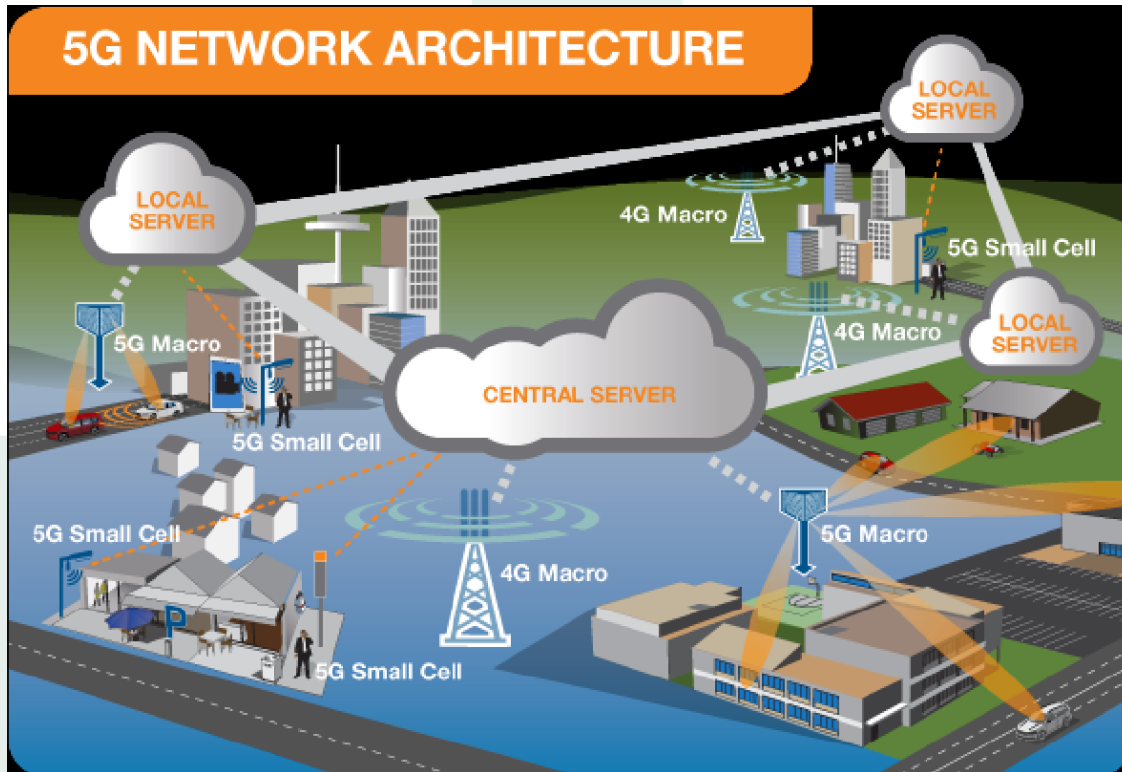 5G NETWORK ARCHITECTURE
LOCAL
SERVER
LOCAL
SERVER
4G Macro
5G Small Cell
LOCAL
SERVER
4G Macro
5G Macro
CENTRAL SERVER
5G Small Cell
5G Small Cell
4G Macro
5G Macro
P
5G Small Cell